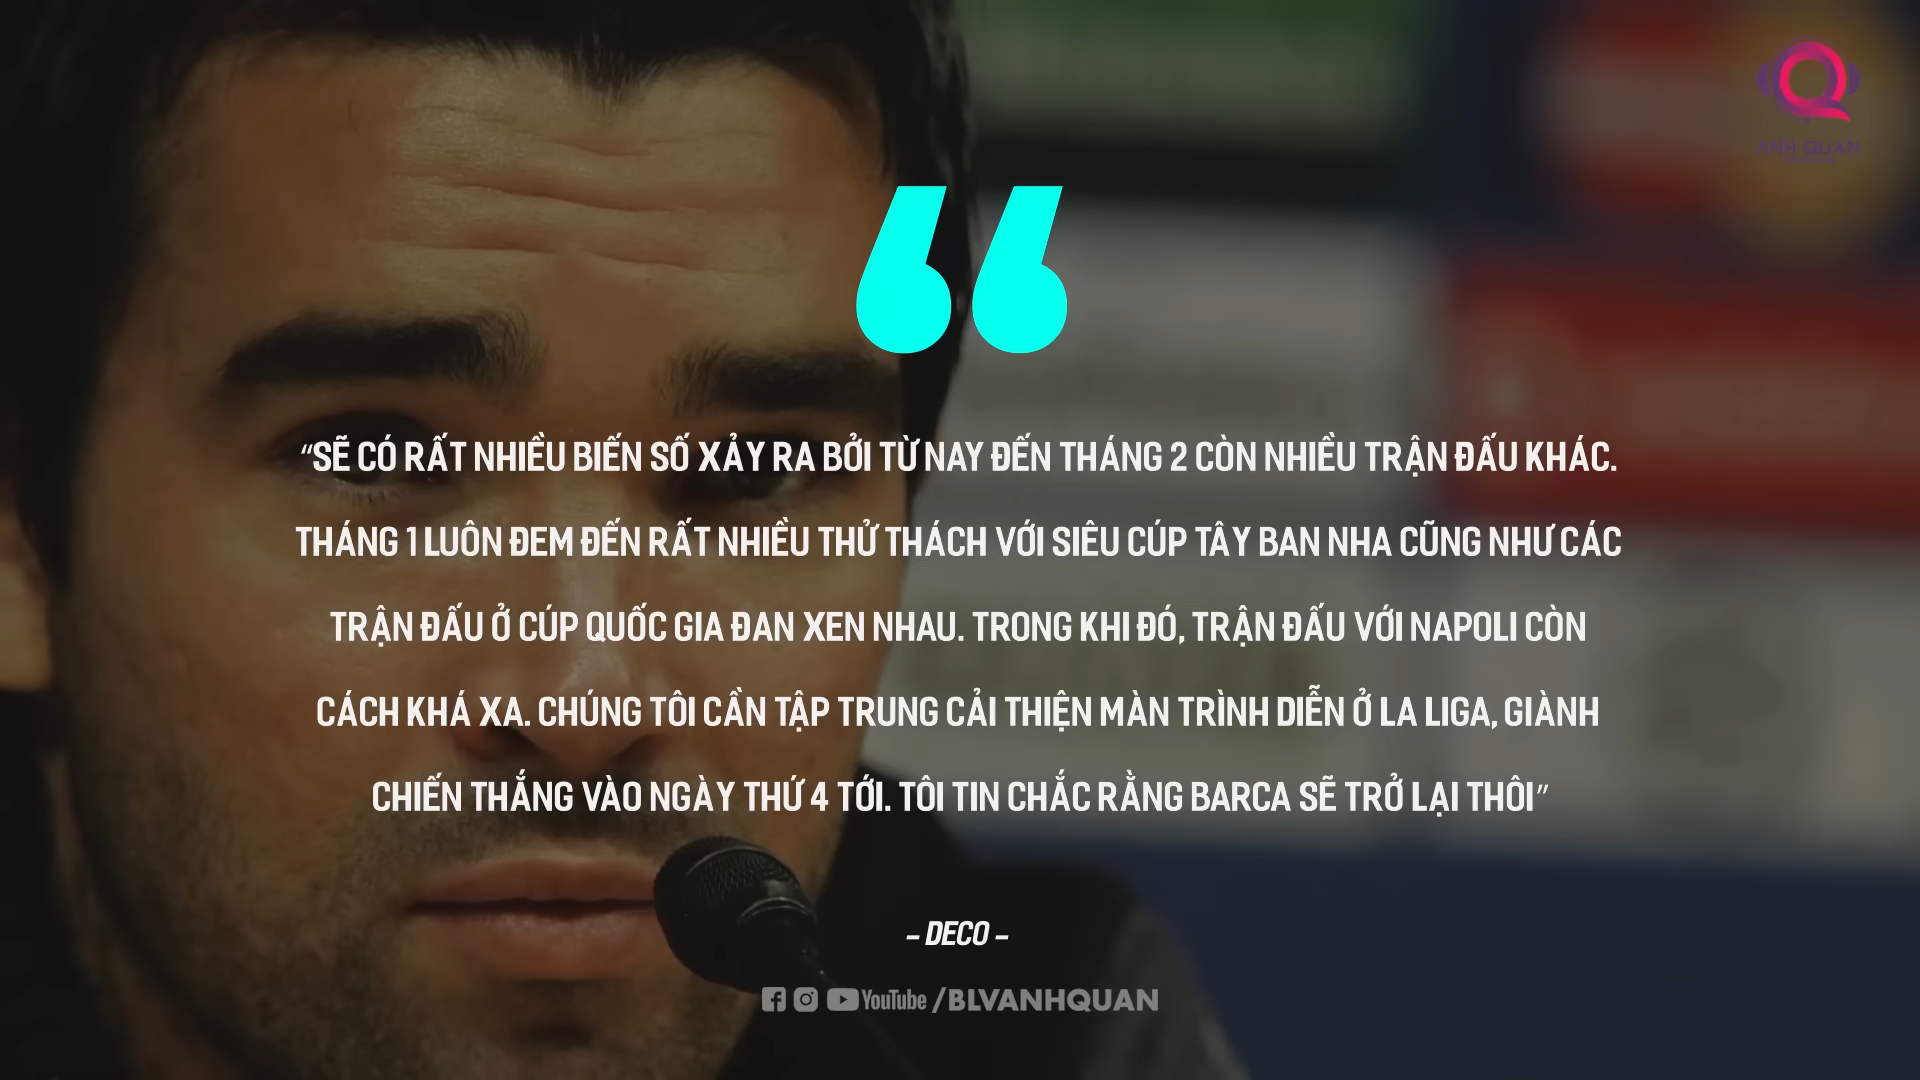 ANH QUAN
“SẼ CÓ RẤT NHIỀU BIẾN SỐ XẢY RA BỞI TỪ NAY ĐẾN THÁNG 2 CÒN NHIỀU TRẬN ĐẤU KHÁC.
THÁNG 1 LUÔN ĐEM ĐẾN RẤT NHIỀU THỬ THÁCH VỚI SIÊU CÚP TÂY BAN NHA CŨNG NHƯ CÁC
TRẬN ĐẤU Ở CÚP QUỐC GIA ĐAN XEN NHAU. TRONG KHI ĐÓ, TRẬN ĐẤU VỚI NAPOLI CÒN
CÁCH KHÁ XA. CHÚNG TÔI CẦN TẬP TRUNG CẢI THIỆN MÀN TRÌNH DIỄN Ở LA LIGA, GIÀNH
CHIẾN THẮNG VÀO NGÀY THỨ 4 TỚI. TÔI TIN CHẮC RẰNG BARCA SẼ TRỞ LẠI THÔI”
– DECO –
YouTube /BLVANHQUAN